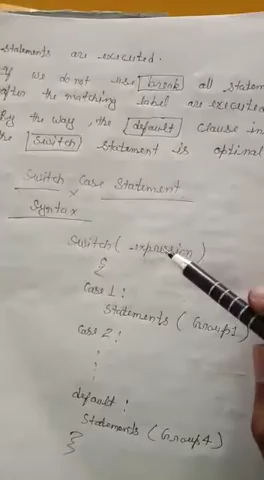 statements are executed.
If we do not use break all statem
after the matching label are executed
By the way, the default clause in
the switch statement is optional
Switch Case Statement
Syntax
Switch( expression )
{
Case 1 :
Statements ( Group1 )
Case 2 :
:
:
default :
Statements ( Group4 )
}